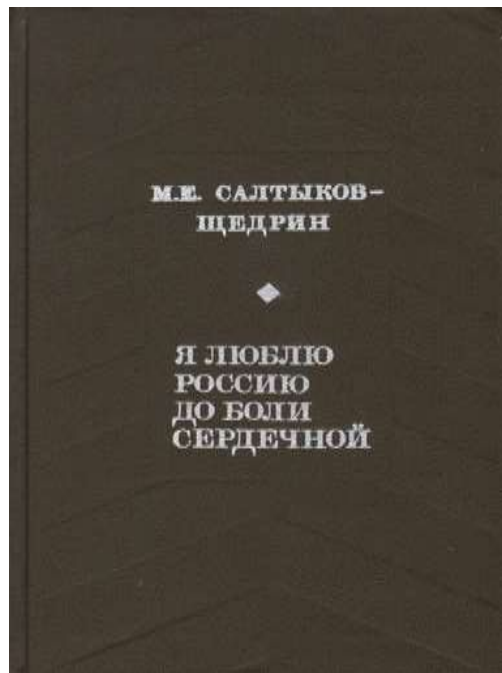 М.Е. САЛТЫКОВ–
ЩЕДРИН
Я ЛЮБЛЮ
РОССИЮ
ДО БОЛИ
СЕРДЕЧНОЙ